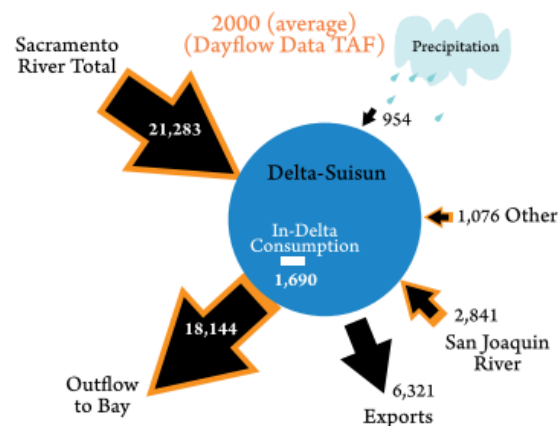 2000 (average)
(Dayflow Data TAF)
Sacramento
River Total
Precipitation
21,283
954
Delta-Suisun
1,076 Other
In-Delta
Consumption
1,690
18,144
2,841
San Joaquin
River
Outflow
to Bay
6,321
Exports